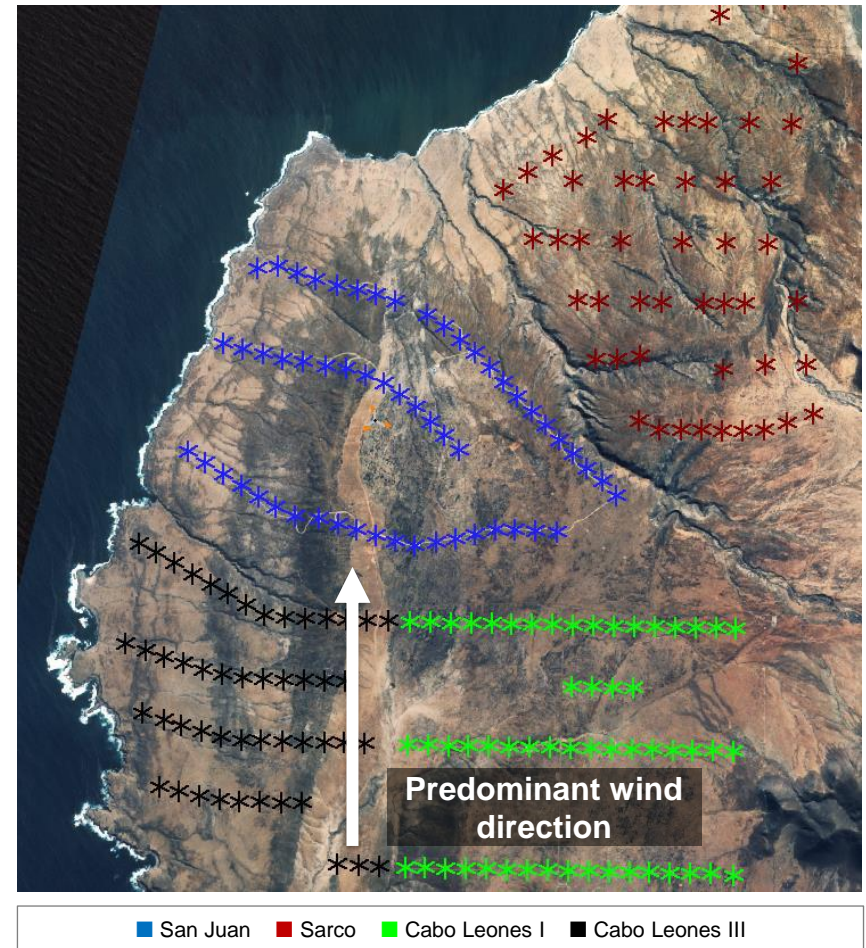 Predominant wind
direction
San Juan Sarco Cabo Leones I Cabo Leones III